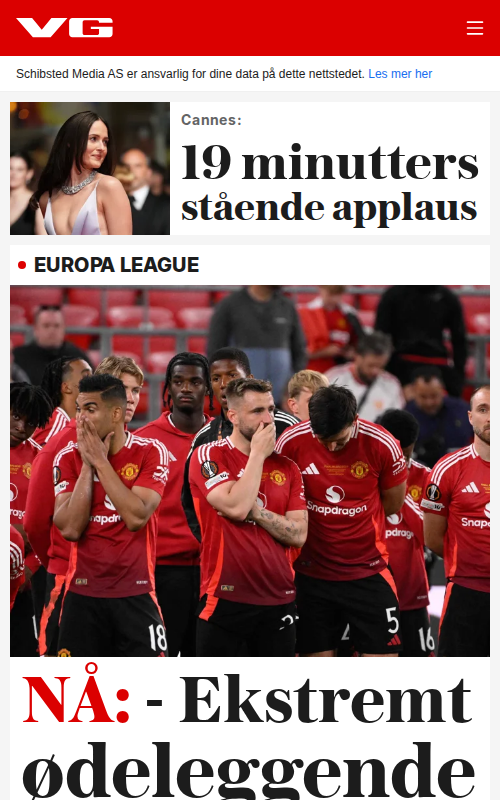 VG
Schibsted Media AS er ansvarlig for dine data på dette nettstedet. Les mer her
Cannes:
19 minutters
stående applaus
EUROPA LEAGUE
Snapdragon
Snapdragon
18
5
16
NÅ: - Ekstremt
ødeleggende